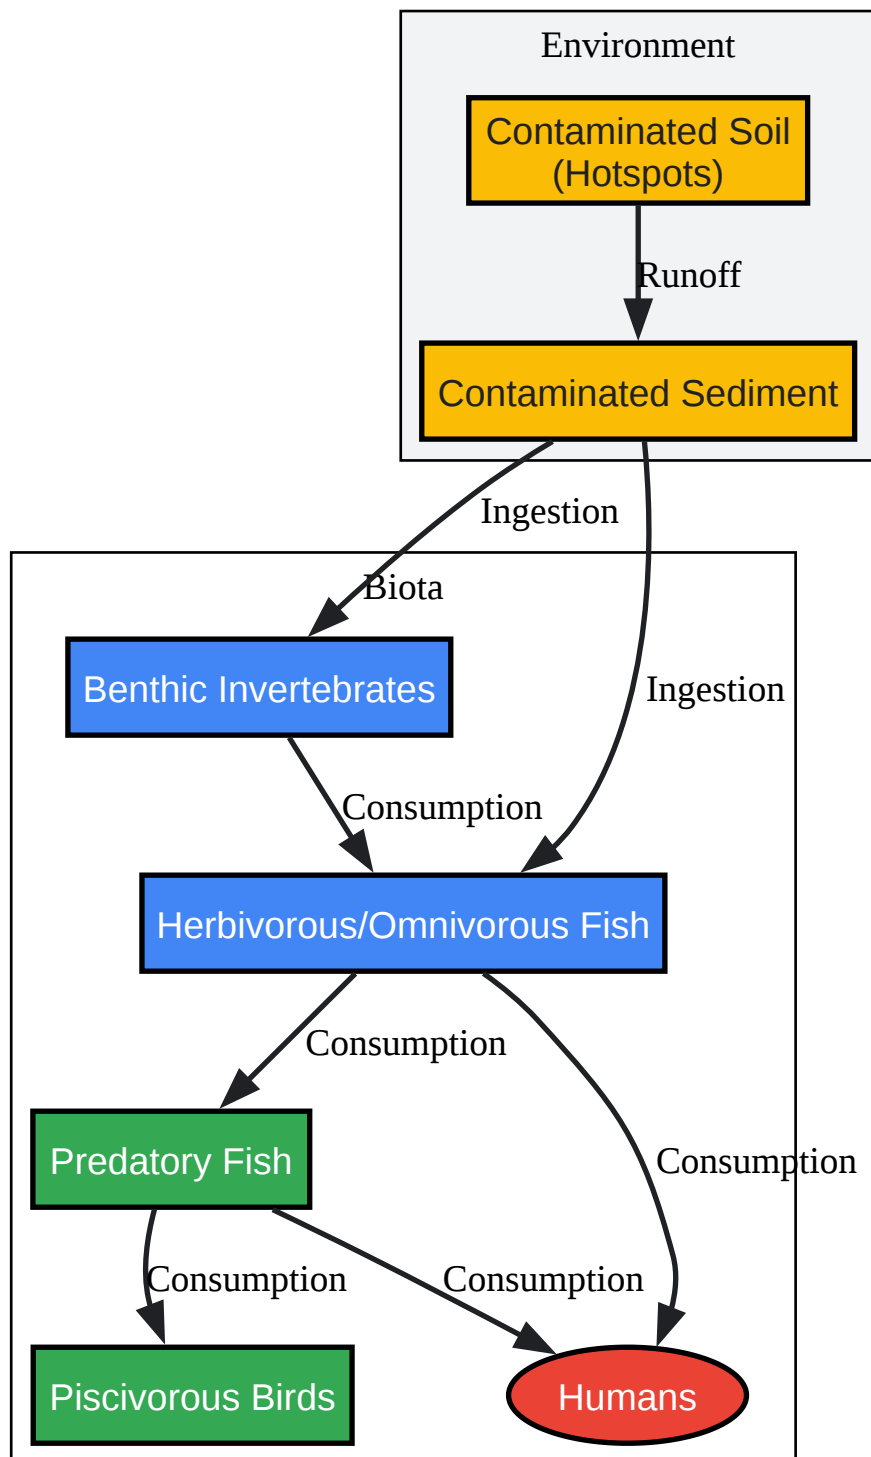 Environment
Contaminated Soil
(Hotspots)
Runoff
Contaminated Sediment
Ingestion
Biota
Benthic Invertebrates
Ingestion
Consumption
Herbivorous/Omnivorous Fish
Consumption
Predatory Fish
Consumption
Consumption
Consumption
Piscivorous Birds
Humans